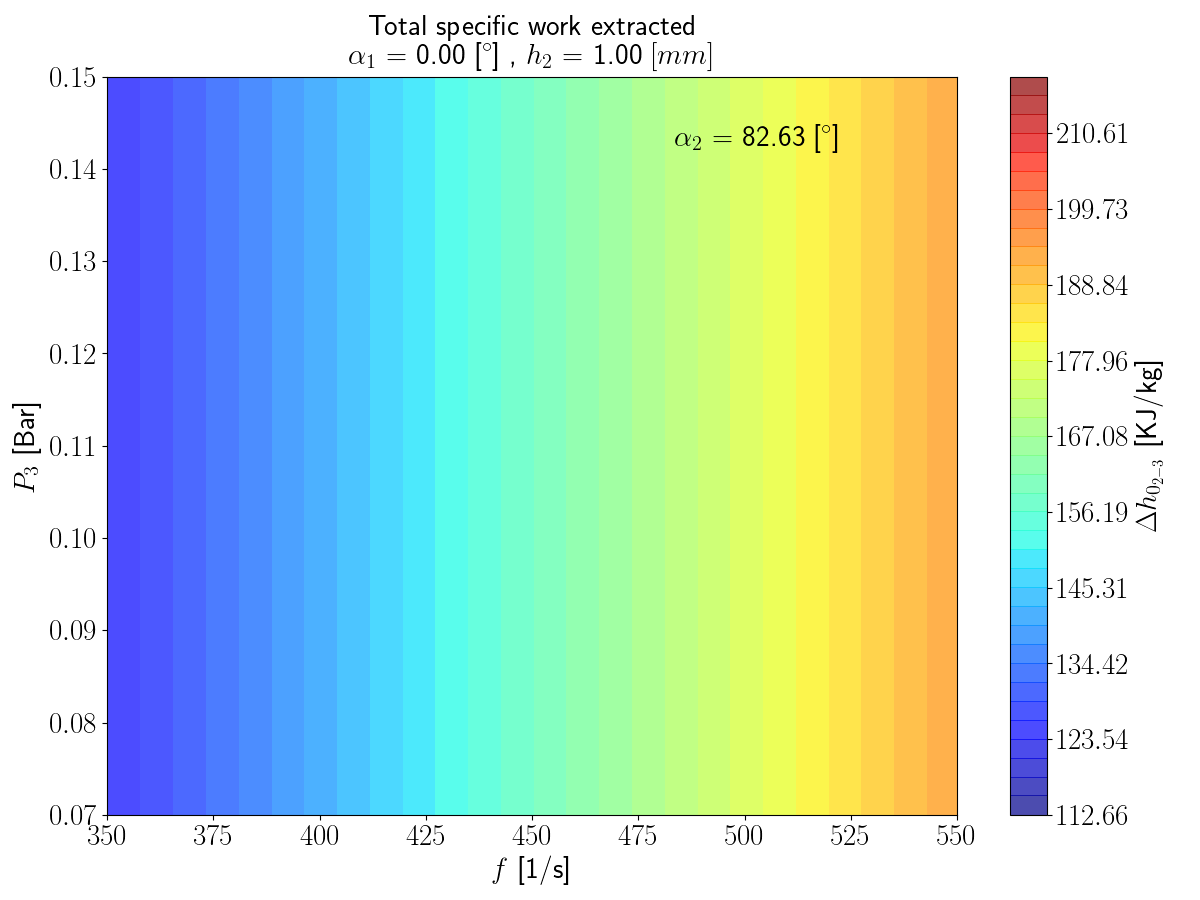 Total specific work extracted
α₁ = 0.00 [°] , h₂ = 1.00 [mm]
α₂ = 82.63 [°]
0.15
0.14
0.13
0.12
0.11
0.10
0.09
0.08
0.07
P₃ [Bar]
350 375 400 425 450 475 500 525 550
f [1/s]
210.61
199.73
188.84
177.96
167.08
156.19
145.31
134.42
123.54
112.66
Δh₀₂₋₃ [KJ/kg]